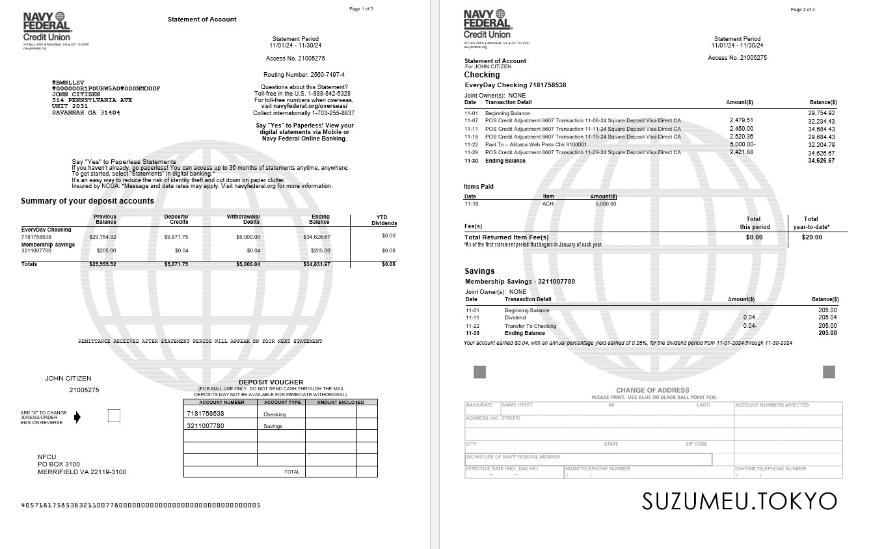 Page 1 of 3
NAVY
FEDERAL
Credit Union
Statement of Account
Statement Period
11/01/24 - 11/30/24
Access No. 21005275
Routing Number: 2560-7497-4
Questions about this Statement?
Toll-free in the U.S. 1-888-842-6328
For toll-free numbers when overseas,
visit navyfederal.org/overseas/
Collect internationally 1-703-255-8837
Say "Yes" to Paperless! View your
digital statements via Mobile or
Navy Federal Online Banking.
#BWNLLSV
JOHN CITIZEN
514 PENNSYLVANIA AVE
UNIT 2031
SAVANNAH GA 31404
Say "Yes" to Paperless Statements
If you haven't already, go paperless! You can access up to 36 months of statements anytime, anywhere.
To get started, select "Statements" in digital banking.*
It's an easy way to reduce the risk of identity theft and cut down on paper clutter.
Insured by NCUA. *Message and data rates may apply. Visit navyfederal.org for more information.
Summary of your deposit accounts
Previous Balance Deposits/ Credits Withdrawals/ Debits Ending Balance YTD Dividends
EveryDay Checking
7181758538 $29,754.92 $9,871.75 $5,000.00 $34,626.67 $0.00
Membership Savings
3211007780 $205.00 $0.04 $0.04 $205.00 $0.08
Totals $29,959.92 $9,871.79 $5,000.04 $34,831.67 $0.08
REMITTANCE RECEIVED AFTER STATEMENT PERIOD WILL APPEAR ON YOUR NEXT STATEMENT
JOHN CITIZEN
21005275
DEPOSIT VOUCHER
(FOR MAIL USE ONLY. DO NOT SEND CASH THROUGH THE MAIL
DEPOSITS MAY NOT BE AVAILABLE FOR IMMEDIATE WITHDRAWAL)
ACCOUNT NUMBER ACCOUNT TYPE AMOUNT ENCLOSED
7181758538 Checking
3211007780 Savings
TOTAL
ARK "X" TO CHANGE
DDRESS/ORDER
EMS ON REVERSE
NFCU
PO BOX 3100
MERRIFIELD VA 22119-3100
Page 2 of 3
NAVY
FEDERAL
Credit Union
Statement Period
11/01/24 - 11/30/24
Access No. 21005275
Statement of Account
For JOHN CITIZEN
Checking
EveryDay Checking 7181758538
Joint Owner(s): NONE
Date Transaction Detail Amount($) Balance($)
11-01 Beginning Balance 29,754.92
11-07 POS Credit Adjustment 8607 Transaction 11-06-24 Square Deposit Visa Direct CA 2,479.51 32,234.43
11-11 POS Credit Adjustment 8607 Transaction 11-11-24 Square Deposit Visa Direct CA 2,450.00 34,684.43
11-18 POS Credit Adjustment 8607 Transaction 11-18-24 Square Deposit Visa Direct CA 2,520.36 29,684.43
11-22 Paid To – Alibaba Web Pmts Chk 9100001 5,000.00- 32,204.79
11-29 POS Credit Adjustment 8607 Transaction 11-29-24 Square Deposit Visa Direct CA 2,421.88 34,626.67
11-30 Ending Balance 34,626.67
Items Paid
Date Item Amount($)
11-18 ACH 5,000.00
Total this period Total year-to-date*
Fee(s)
Total Returned Item Fee(s) $0.00 $29.00
*As of the first statement period that begins in January of each year.
Savings
Membership Savings - 3211007780
Joint Owner(s): NONE
Date Transaction Detail Amount($) Balance($)
11-01 Beginning Balance 205.00
11-11 Dividend 0.04 205.04
11-22 Transfer To Checking 0.04- 205.00
11-30 Ending Balance 205.00
Your account earned $0.04, with an annual percentage yield earned of 0.25%, for the dividend period from 11-01-2024 through 11-30-2024
CHANGE OF ADDRESS
PLEASE PRINT. USE BLUE OR BLACK BALL POINT PEN.
BANK/RATE NAME (FIRST MI LAST) ACCOUNT NUMBERS AFFECTED
ADDRESS (NO. STREET)
CITY STATE ZIP CODE
SIGNATURE OF NAVY FEDERAL MEMBER
EFFECTIVE DATE (MO., DAY, YR.) HOME TELEPHONE NUMBER DAYTIME TELEPHONE NUMBER
SUZUMEU.TOKYO